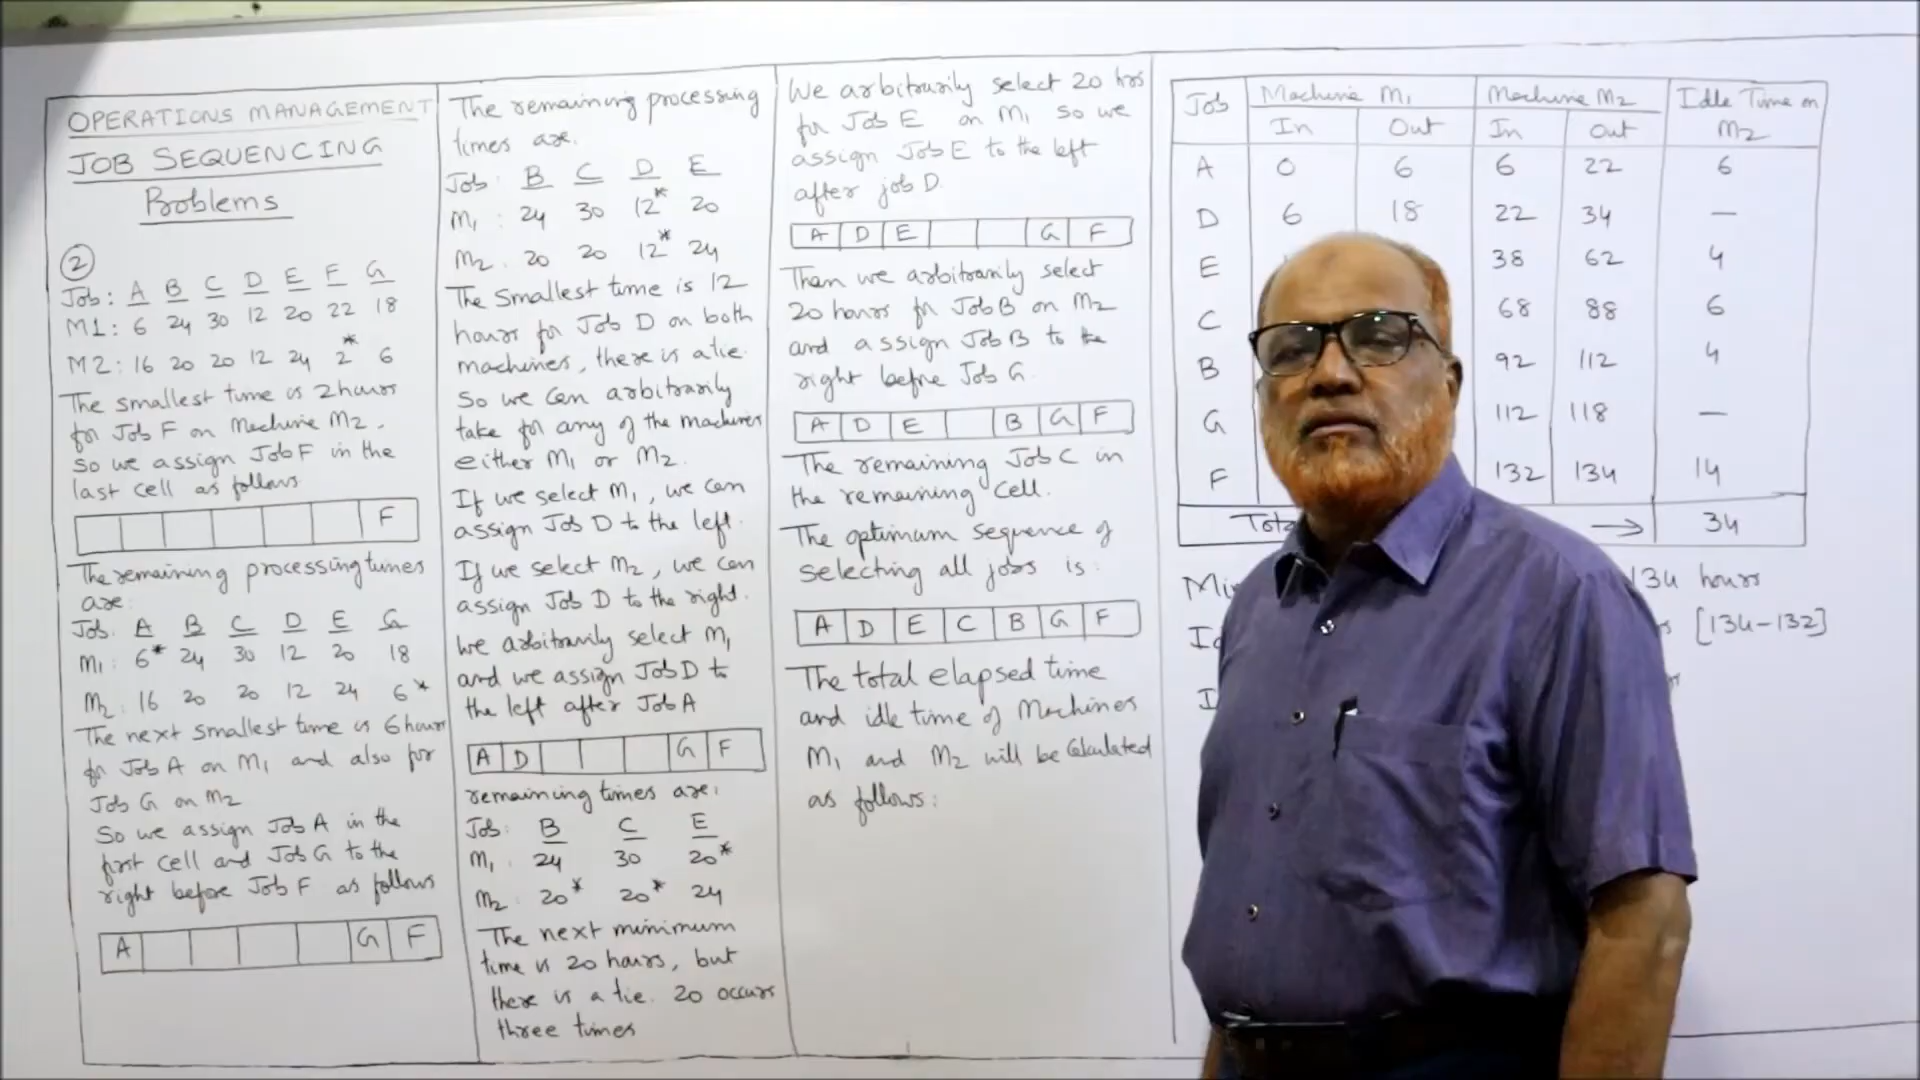 OPERATIONS MANAGEMENT
JOB SEQUENCING
Problems
2
Job: A B C D E F G
M1: 6 24 30 12 20 22 18
M2: 16 20 20 12 24 2* 6
The smallest time is 2 hours
for Job F on Machine M2.
So we assign Job F in the
last cell as follows
F
The remaining processing times
are:
Job. A B C D E G
M1: 6* 24 30 12 20 18
M2: 16 20 20 12 24 6*
The next smallest time is 6 hours
for Job A on M1 and also for
Job G on M2
So we assign Job A in the
first cell and Job G to the
right before Job F as follows
A G F
The remaining processing
times are.
Job: B C D E
M1: 24 30 12* 20
M2: 20 20 12* 24
The smallest time is 12
hours for Job D on both
machines, there is a tie.
So we can arbitrarily
take for any of the machines
either M1 or M2.
If we select M1, we can
assign Job D to the left.
If we select M2, we can
assign Job D to the right.
we arbitrarily select M1
and we assign Job D to
the left after Job A
A D G F
remaining times are:
Job: B C E
M1: 24 30 20*
M2: 20* 20* 24
The next minimum
time is 20 hours, but
there is a tie. 20 occurs
three times
We arbitrarily select 20 hrs
for Job E on M1 so we
assign Job E to the left
after job D.
A D E G F
Then we arbitrarily select
20 hours for Job B on M2
and assign Job B to the
right before Job G.
A D E B G F
The remaining Job C in
the remaining cell.
The optimum sequence of
selecting all jobs is:
A D E C B G F
The total elapsed time
and idle time of Machines
M1 and M2 will be calculated
as follows:
Job Machine M1 Machine M2 Idle Time on M2
In Out In Out
A 0 6 6 22 6
D 6 18 22 34 —
E 38 62 4
C 68 88 6
B 92 112 4
G 112 118 —
F 132 134 14
→ 34
134 hours
[134-132]